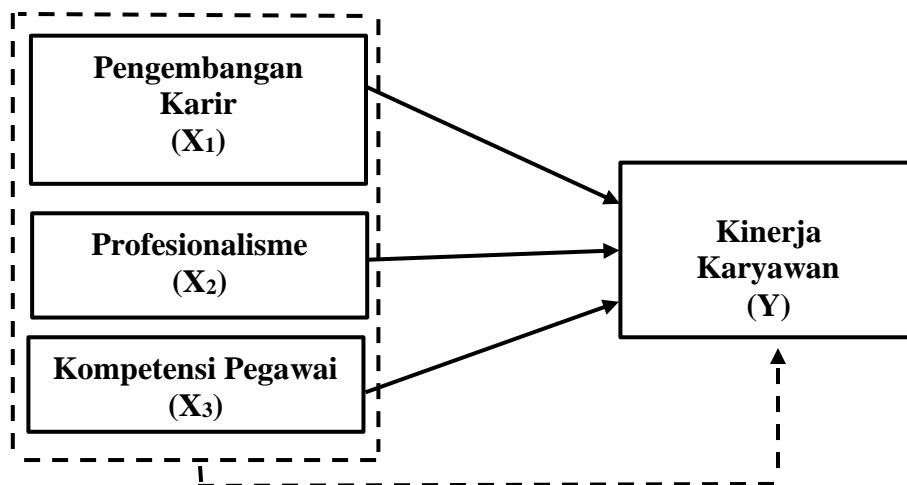 Pengembangan
Karir
(X₁)
Profesionalisme
(X₂)
Kompetensi Pegawai
(X₃)
Kinerja
Karyawan
(Y)